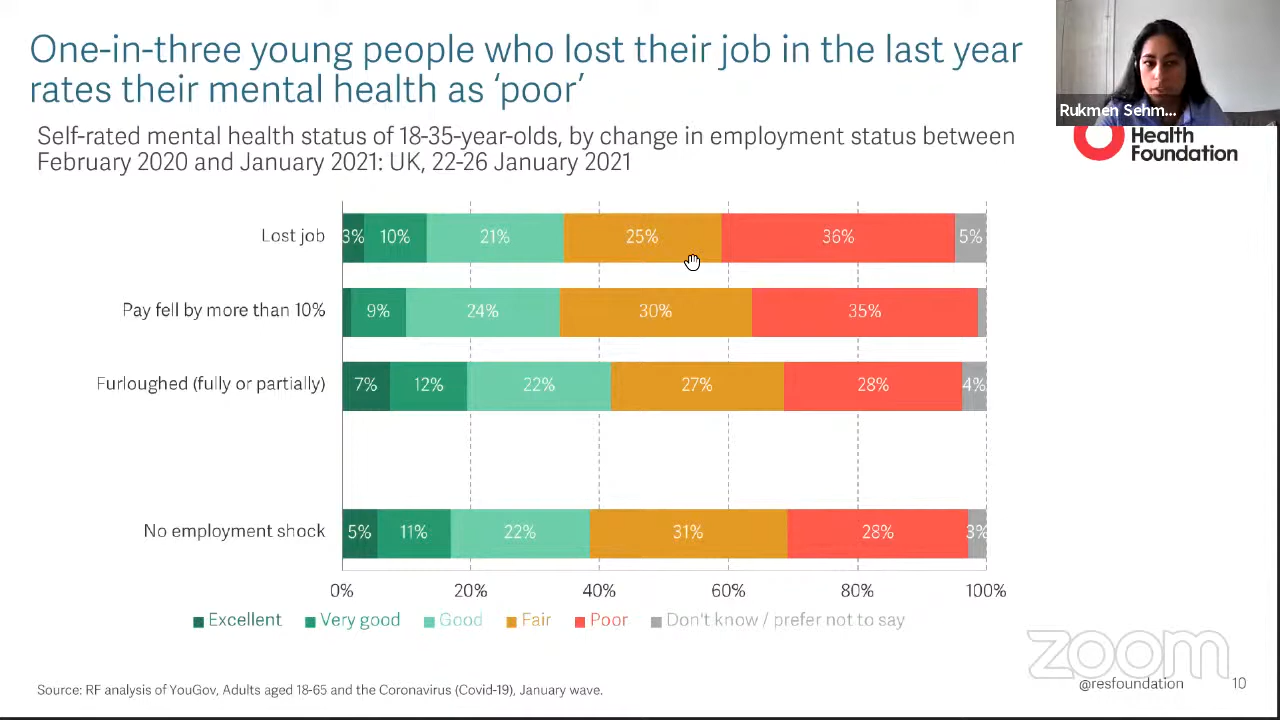 One-in-three young people who lost their job in the last year
rates their mental health as ‘poor’
Rukmen Sehm...
Health
Foundation
Self-rated mental health status of 18-35-year-olds, by change in employment status between
February 2020 and January 2021: UK, 22-26 January 2021
Lost job 3% 10% 21% 25% 36% 5%
Pay fell by more than 10% 9% 24% 30% 35%
Furloughed (fully or partially) 7% 12% 22% 27% 28% 4%
No employment shock 5% 11% 22% 31% 28% 3%
0% 20% 40% 60% 80% 100%
Excellent Very good Good Fair Poor Don't know / prefer not to say
zoom
Source: RF analysis of YouGov, Adults aged 18-65 and the Coronavirus (Covid-19), January wave.
@resfoundation 10